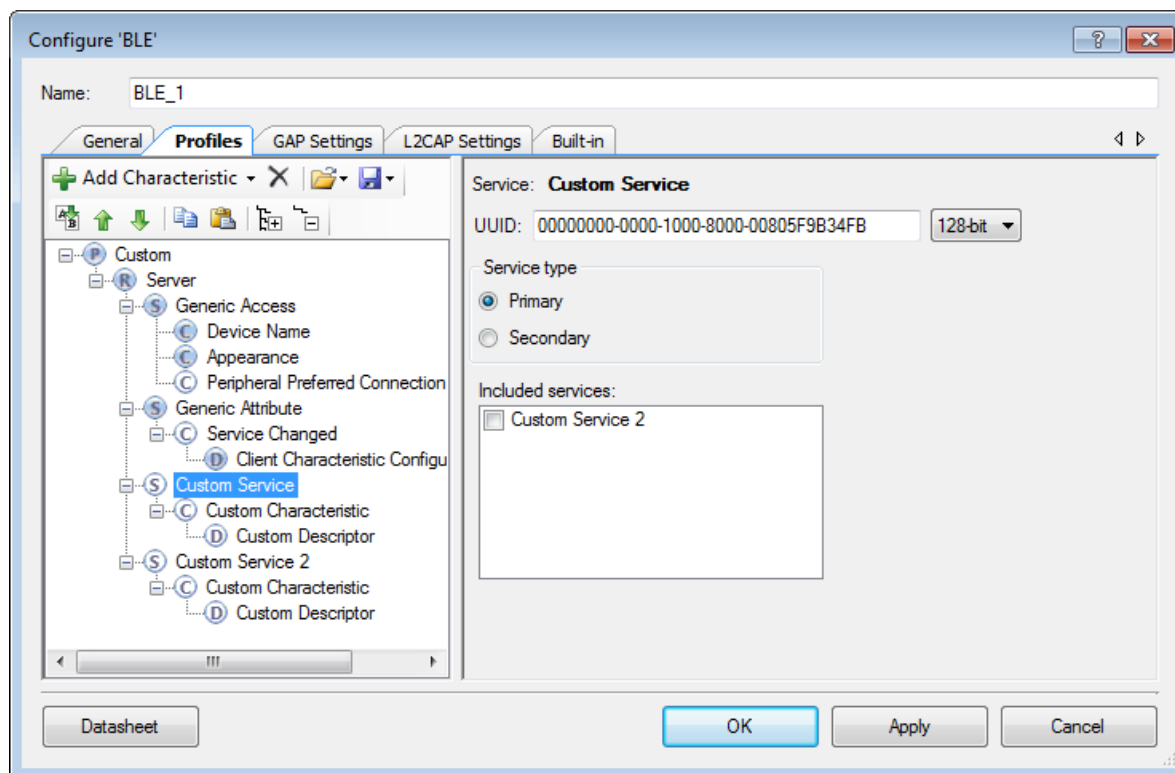 Configure 'BLE'
Name: BLE_1
General Profiles GAP Settings L2CAP Settings Built-in
Add Characteristic
Service: Custom Service
UUID: 00000000-0000-1000-8000-00805F9B34FB 128-bit
Service type
Primary
Secondary
Included services:
Custom Service 2
P Custom
R Server
S Generic Access
C Device Name
C Appearance
C Peripheral Preferred Connection
S Generic Attribute
C Service Changed
D Client Characteristic Configu
S Custom Service
C Custom Characteristic
D Custom Descriptor
S Custom Service 2
C Custom Characteristic
D Custom Descriptor
Datasheet OK Apply Cancel